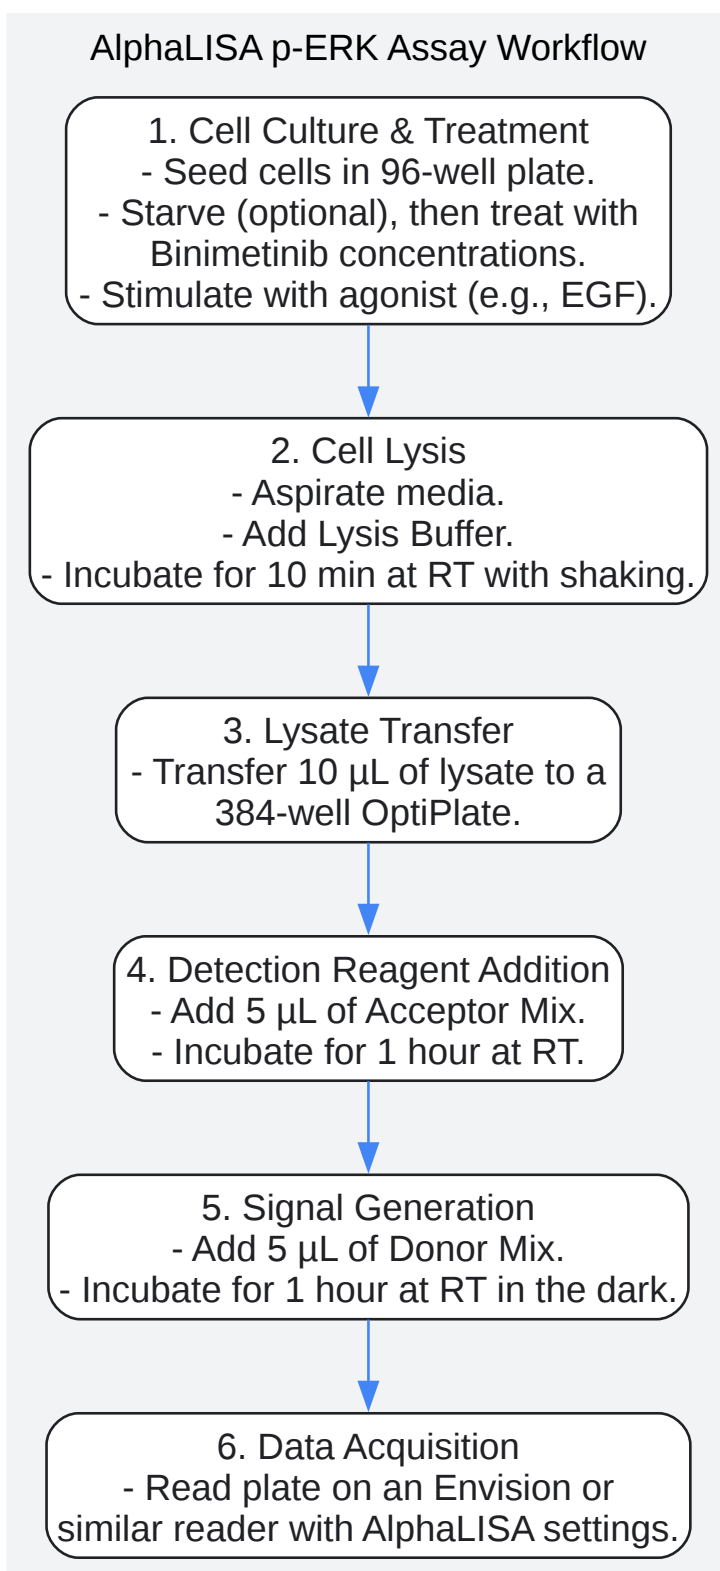 AlphaLISA p-ERK Assay Workflow
1. Cell Culture & Treatment
- Seed cells in 96-well plate.
- Starve (optional), then treat with
Binimetinib concentrations.
- Stimulate with agonist (e.g., EGF).
2. Cell Lysis
- Aspirate media.
- Add Lysis Buffer.
- Incubate for 10 min at RT with shaking.
3. Lysate Transfer
- Transfer 10 µL of lysate to a
384-well OptiPlate.
4. Detection Reagent Addition
- Add 5 µL of Acceptor Mix.
- Incubate for 1 hour at RT.
5. Signal Generation
- Add 5 µL of Donor Mix.
- Incubate for 1 hour at RT in the dark.
6. Data Acquisition
- Read plate on an Envision or
similar reader with AlphaLISA settings.